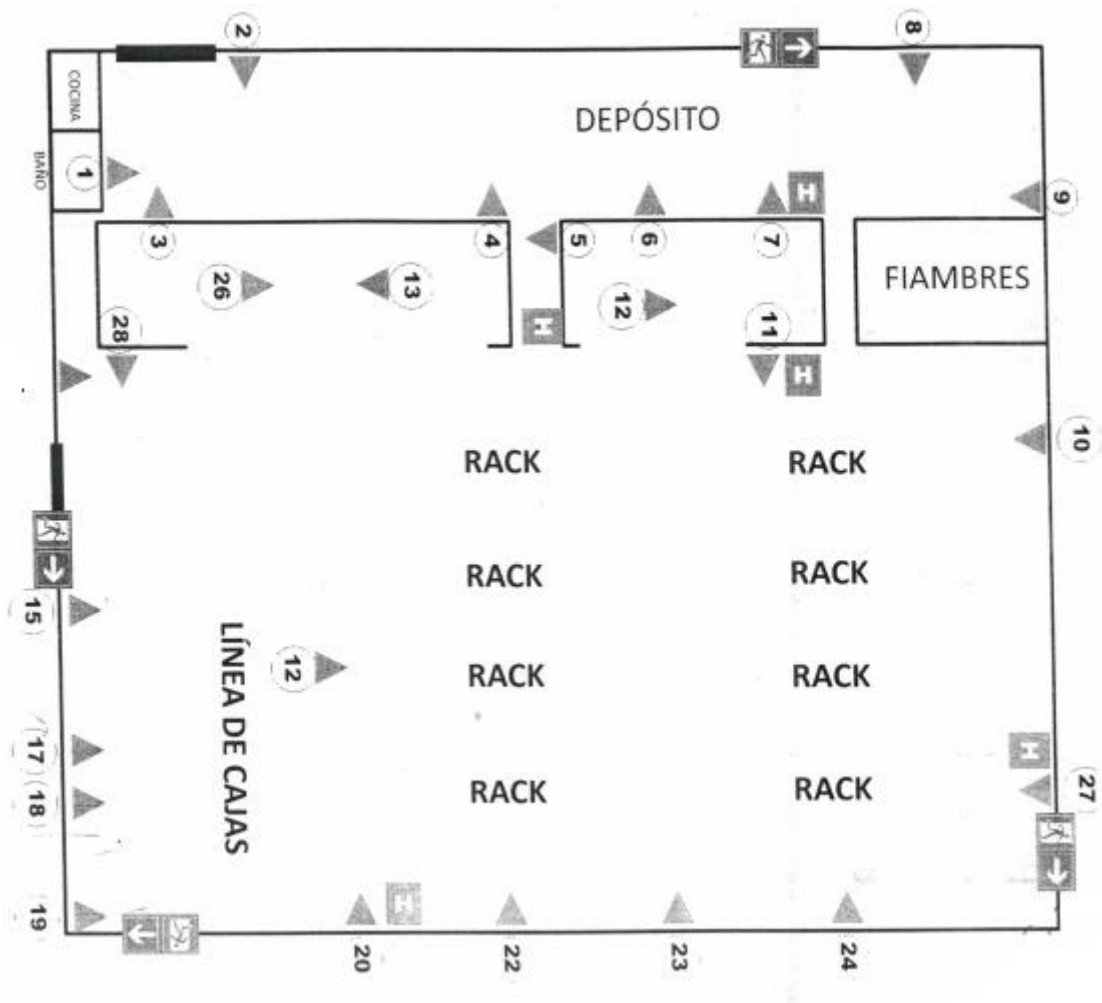 2
8
COCINA
DEPÓSITO
BAÑO
1
H
9
3
4
5
6
7
26
13
12
FIAMBRES
28
H
11
H
10
RACK
RACK
RACK
RACK
15
LÍNEA DE CAJAS
12
RACK
RACK
17
H
27
18
RACK
RACK
19
H
20
22
23
24